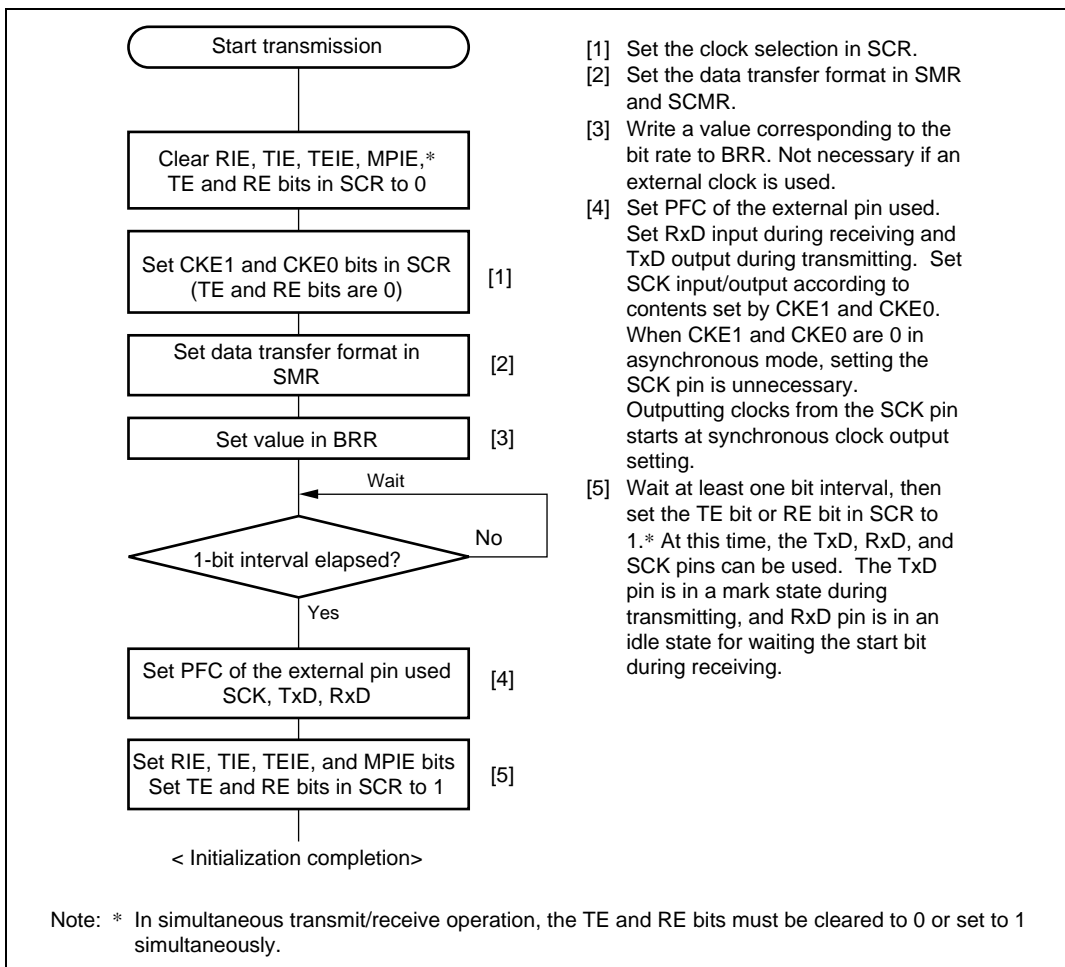 Start transmission
Clear RIE, TIE, TEIE, MPIE,*
TE and RE bits in SCR to 0
Set CKE1 and CKE0 bits in SCR
(TE and RE bits are 0)
[1]
Set data transfer format in
SMR
[2]
Set value in BRR
[3]
Wait
1-bit interval elapsed?
No
Yes
Set PFC of the external pin used
SCK, TxD, RxD
[4]
Set RIE, TIE, TEIE, and MPIE bits
Set TE and RE bits in SCR to 1
[5]
< Initialization completion>
[1] Set the clock selection in SCR.
[2] Set the data transfer format in SMR
and SCMR.
[3] Write a value corresponding to the
bit rate to BRR. Not necessary if an
external clock is used.
[4] Set PFC of the external pin used.
Set RxD input during receiving and
TxD output during transmitting. Set
SCK input/output according to
contents set by CKE1 and CKE0.
When CKE1 and CKE0 are 0 in
asynchronous mode, setting the
SCK pin is unnecessary.
Outputting clocks from the SCK pin
starts at synchronous clock output
setting.
[5] Wait at least one bit interval, then
set the TE bit or RE bit in SCR to
1.* At this time, the TxD, RxD, and
SCK pins can be used. The TxD
pin is in a mark state during
transmitting, and RxD pin is in an
idle state for waiting the start bit
during receiving.
Note: * In simultaneous transmit/receive operation, the TE and RE bits must be cleared to 0 or set to 1
simultaneously.